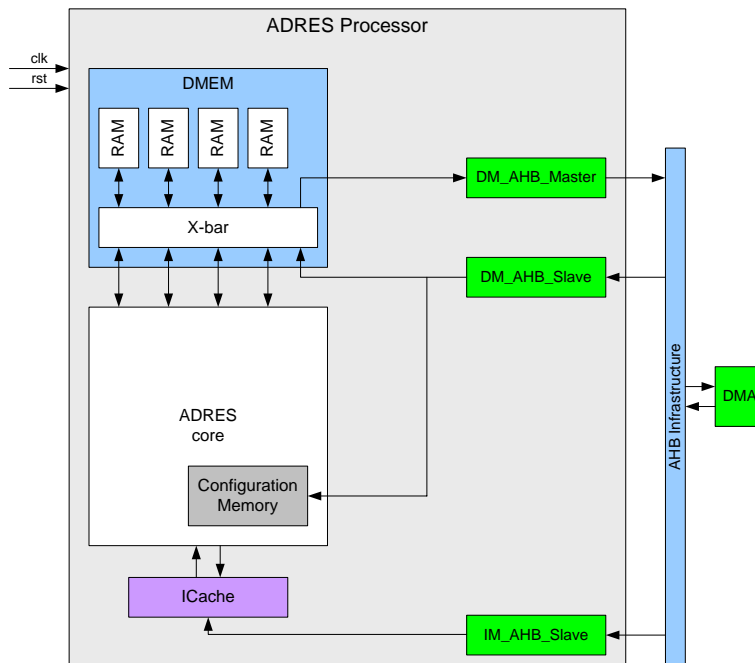 ADRES Processor
clk
rst
DMEM
RAM
RAM
RAM
RAM
X-bar
DM_AHB_Master
DM_AHB_Slave
AHB Infrastructure
DMA
ADRES
core
Configuration
Memory
ICache
IM_AHB_Slave